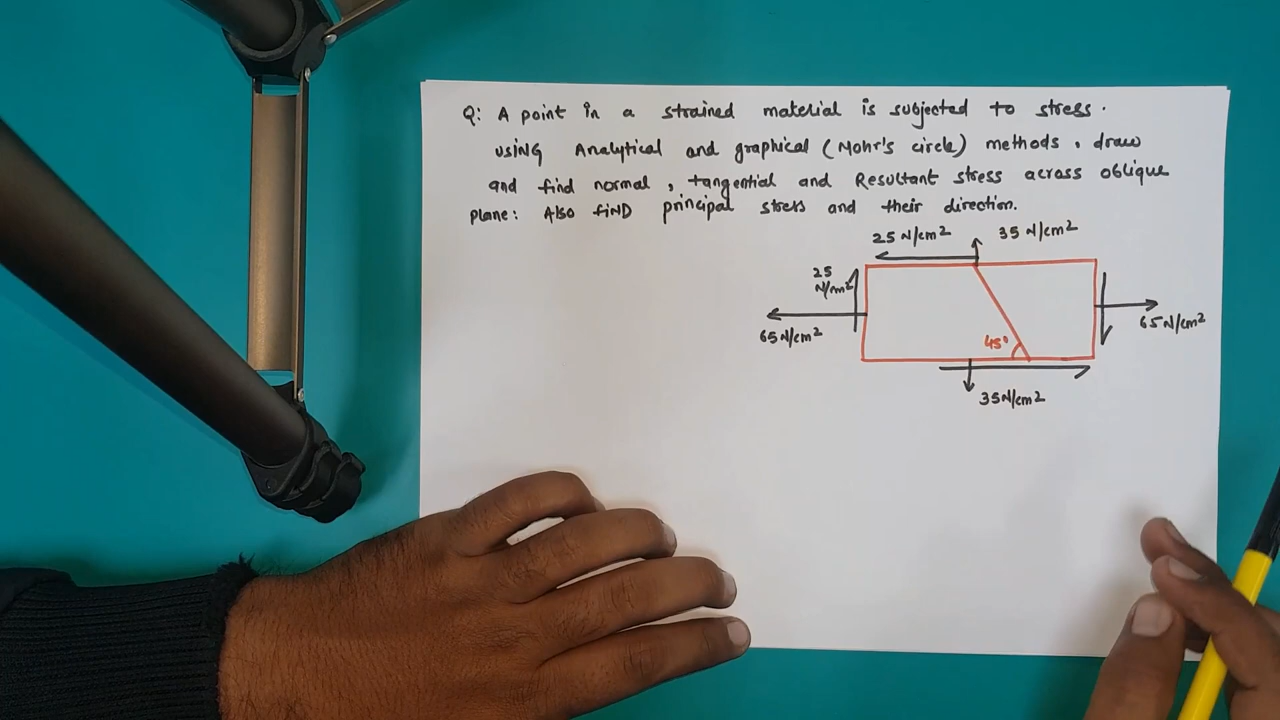 Q: A point in a strained material is subjected to stress.
USING Analytical and graphical (Mohr's circle) methods, draw
and find normal, tangential and Resultant stress across oblique
plane: Also FIND principal stress and their direction.
25 N/cm2 35 N/cm2
25
N/m2
65 N/cm2
65 N/cm2
45°
35 N/cm2